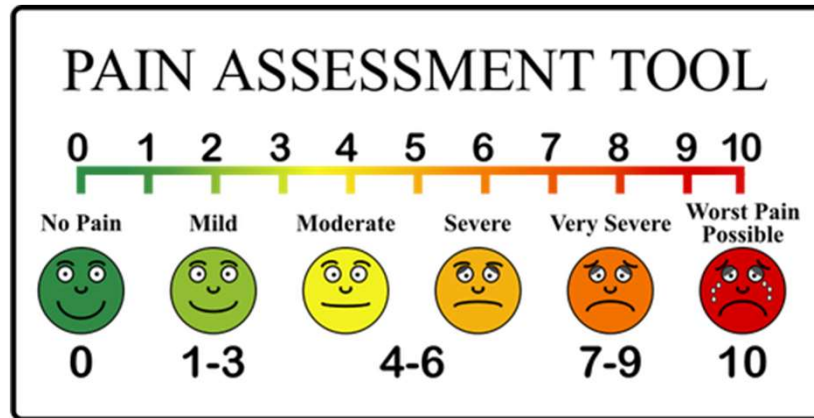 PAIN ASSESSMENT TOOL
0 1 2 3 4 5 6 7 8 9 10
No Pain Mild Moderate Severe Very Severe Worst Pain Possible
0 1-3 4-6 7-9 10